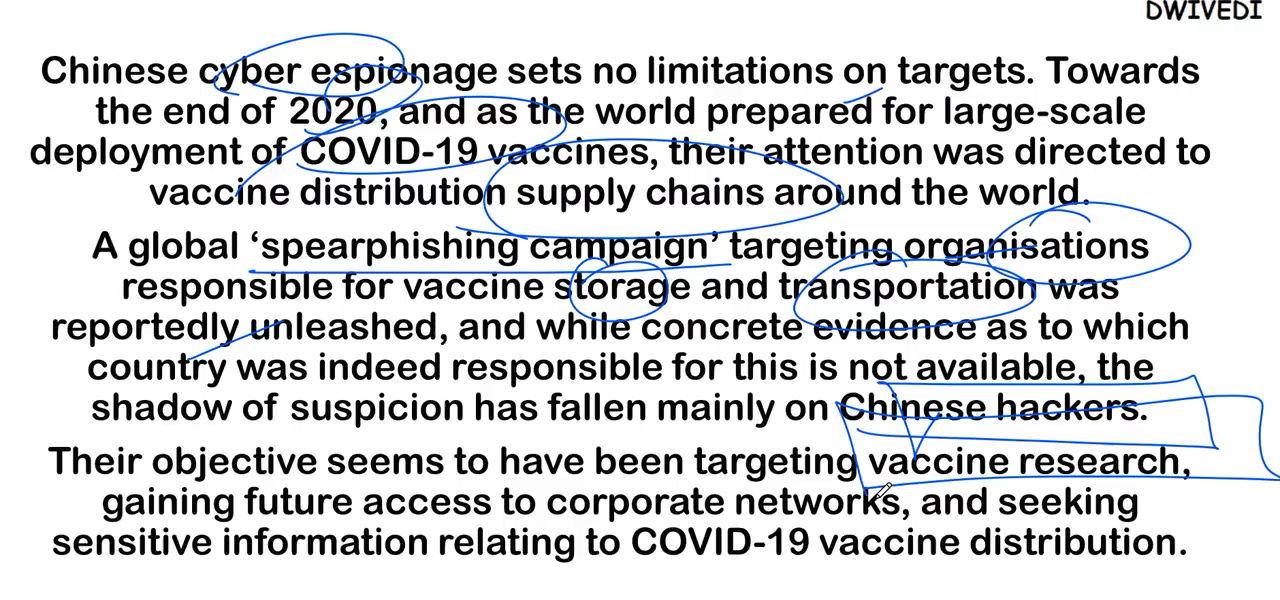 DWIVEDI
Chinese cyber espionage sets no limitations on targets. Towards
the end of 2020, and as the world prepared for large-scale
deployment of COVID-19 vaccines, their attention was directed to
vaccine distribution supply chains around the world.
A global ‘spearphishing campaign’ targeting organisations
responsible for vaccine storage and transportation was
reportedly unleashed, and while concrete evidence as to which
country was indeed responsible for this is not available, the
shadow of suspicion has fallen mainly on Chinese hackers.
Their objective seems to have been targeting vaccine research,
gaining future access to corporate networks, and seeking
sensitive information relating to COVID-19 vaccine distribution.